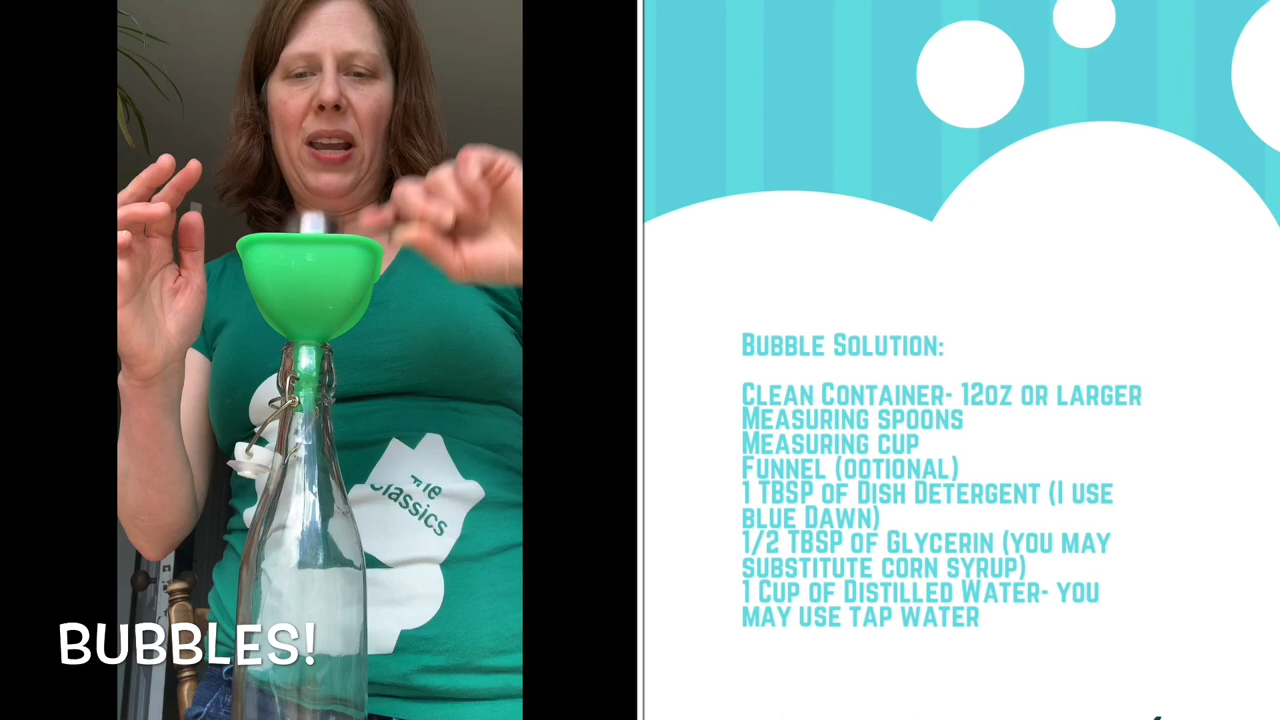 The
Classics
BUBBLES!
BUBBLE SOLUTION:
CLEAN CONTAINER- 12OZ OR LARGER
MEASURING SPOONS
MEASURING CUP
FUNNEL (OOTIONAL)
1 TBSP OF DISH DETERGENT (I USE
BLUE DAWN)
1/2 TBSP OF GLYCERIN (YOU MAY
SUBSTITUTE CORN SYRUP)
1 CUP OF DISTILLED WATER- YOU
MAY USE TAP WATER